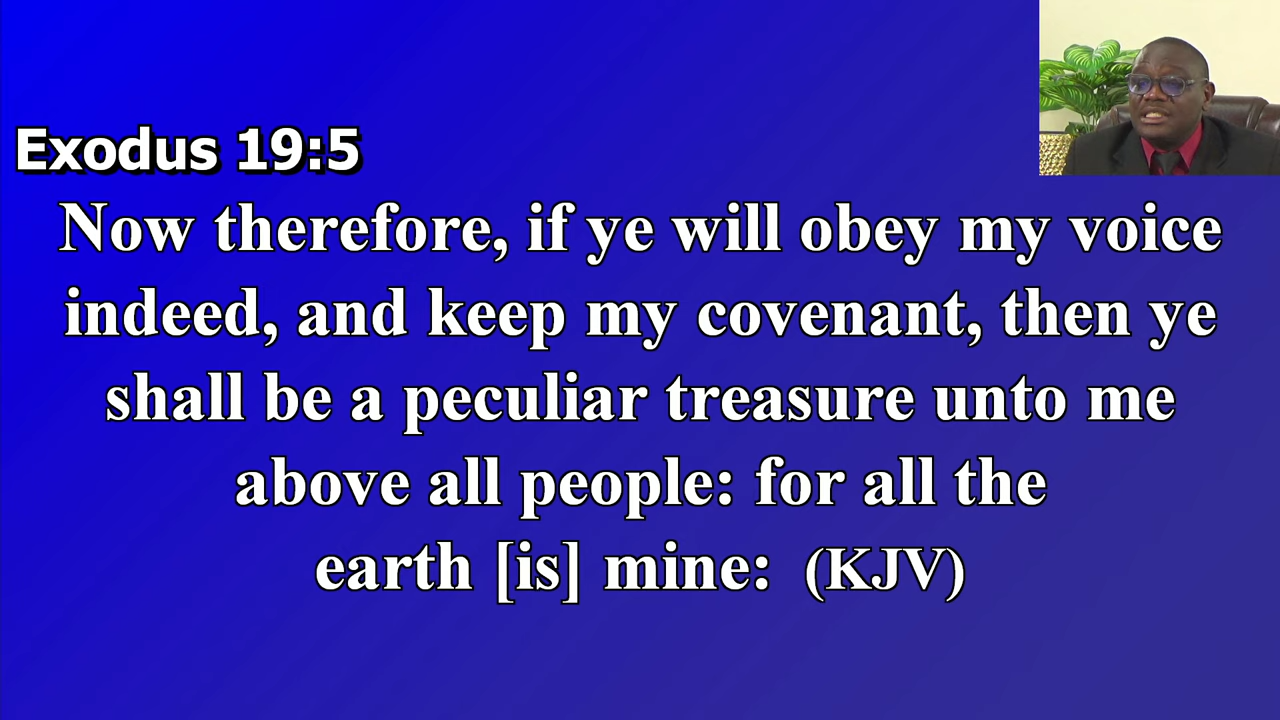 Exodus 19:5
Now therefore, if ye will obey my voice
indeed, and keep my covenant, then ye
shall be a peculiar treasure unto me
above all people: for all the
earth [is] mine: (KJV)